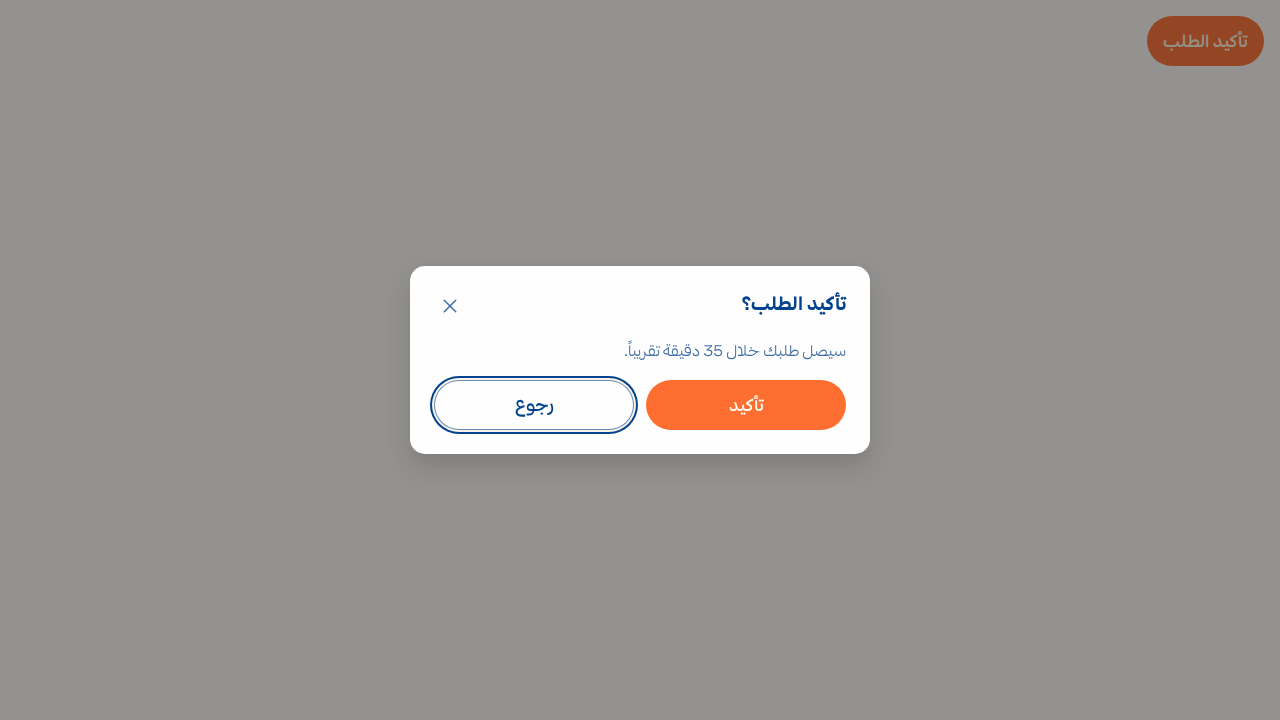 تأكيد الطلب
تأكيد الطلب؟
سيصل طلبك خلال 35 دقيقة تقريباً.
تأكيد
رجوع